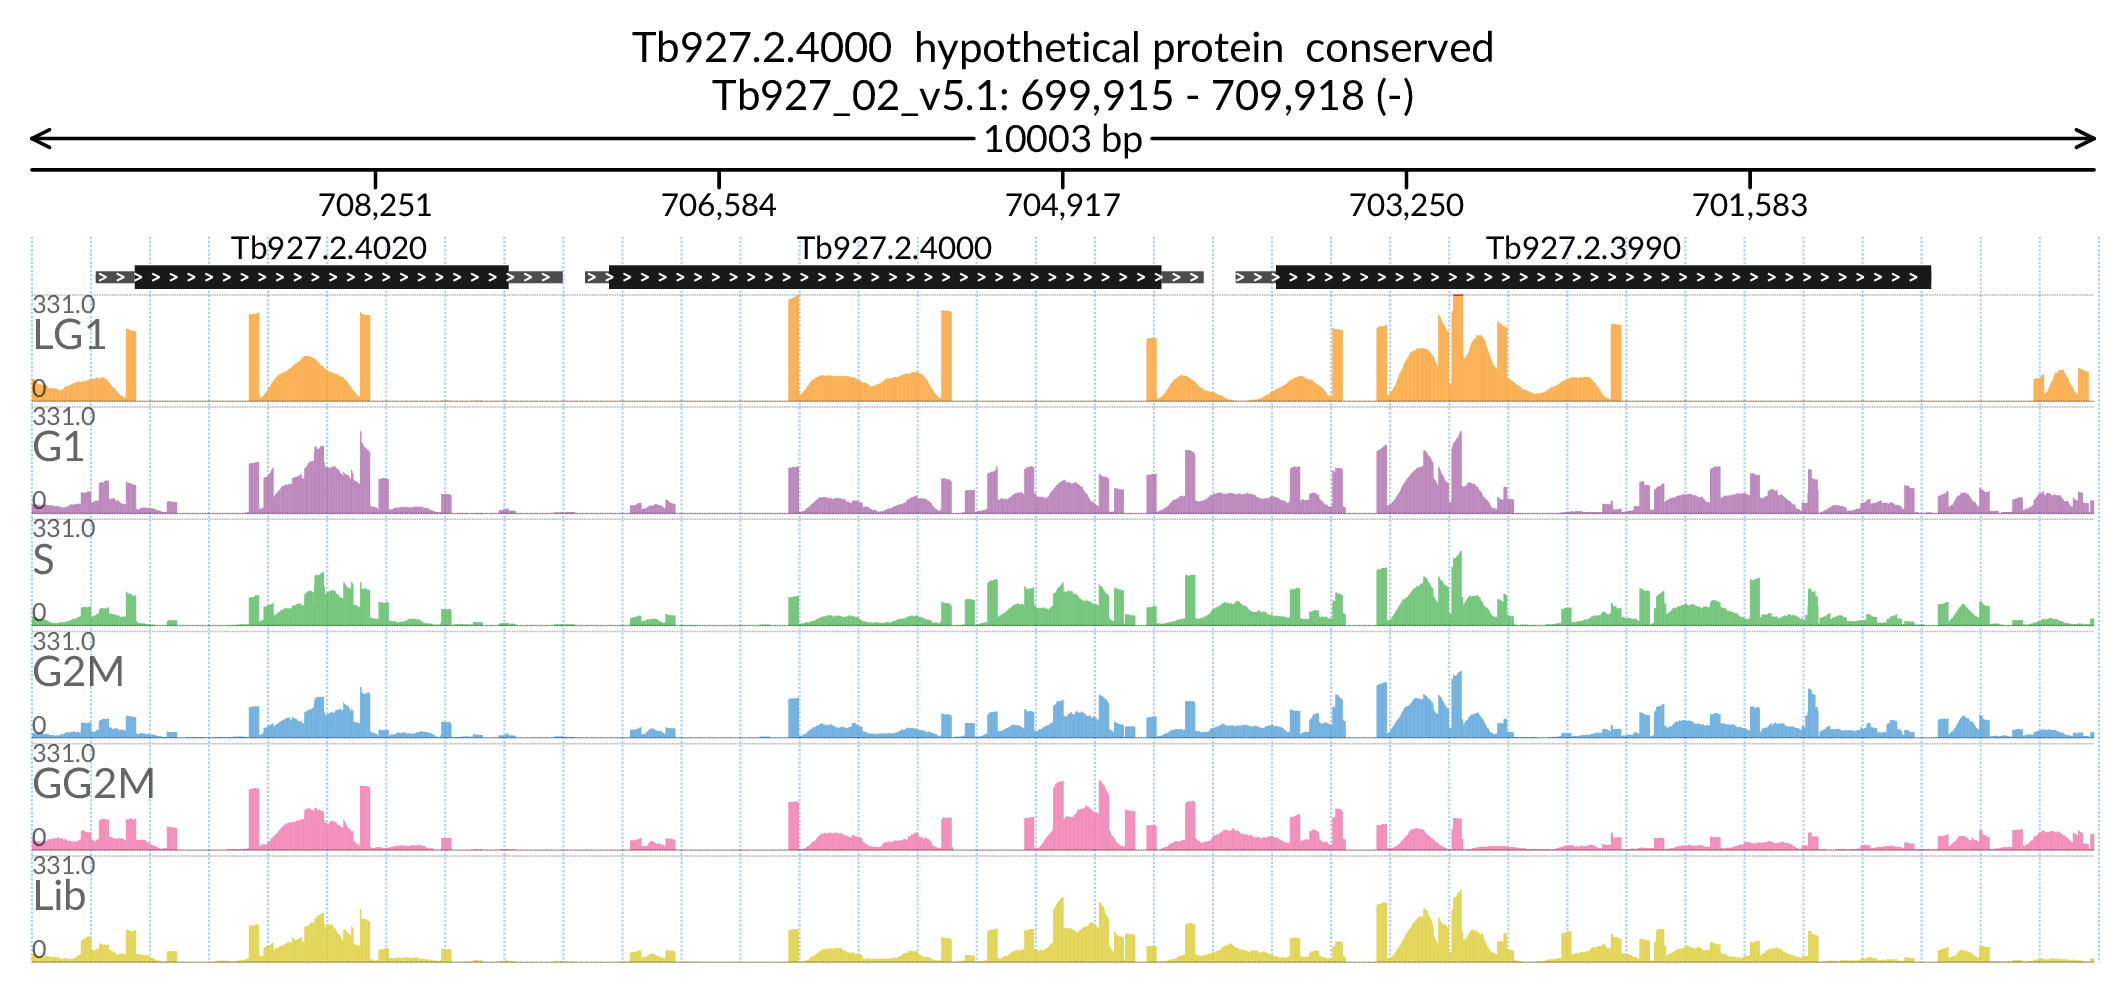 Tb927.2.4000  hypothetical protein  conserved
Tb927_02_v5.1: 699,915 - 709,918 (-)
10003 bp
708,251 706,584 704,917 703,250 701,583
Tb927.2.4020 Tb927.2.4000 Tb927.2.3990
331.0
LG1
0
331.0
G1
0
331.0
S
0
331.0
G2M
0
331.0
GG2M
0
331.0
Lib
0